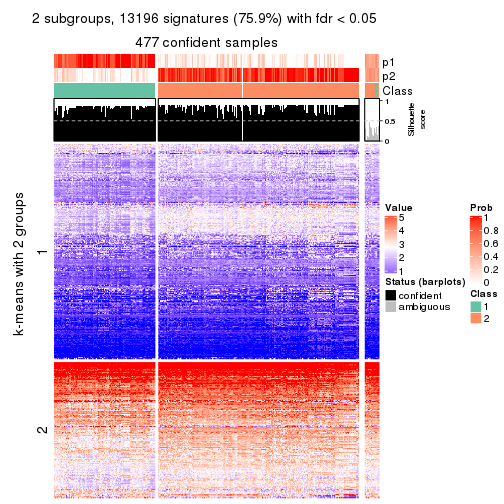 2 subgroups, 13196 signatures (75.9%) with fdr < 0.05
477 confident samples
p1
p2
Class
1
0.5
0
Silhouette
score
k-means with 2 groups
1
2
Value
5
4
3
2
1
Status (barplots)
confident
ambiguous
Prob
1
0.8
0.6
0.4
0.2
0
Class
1
2